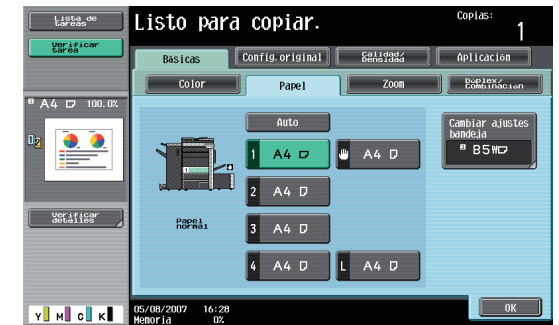 Lista de
tareas
Listo para copiar.
Copias:
1
Verificar
tarea
Básicas
Config.original
Calidad/
Densidad
Aplicación
Color
Papel
Zoom
Dúplex/
Combinación
A4 100.0%
Auto
Cambiar ajustes
bandeja
B5W
1 A4
A4
2 A4
Papel
normal
3 A4
4 A4
L A4
Verificar
detalles
Y M C K
05/08/2007 16:28
Memoria 0%
OK